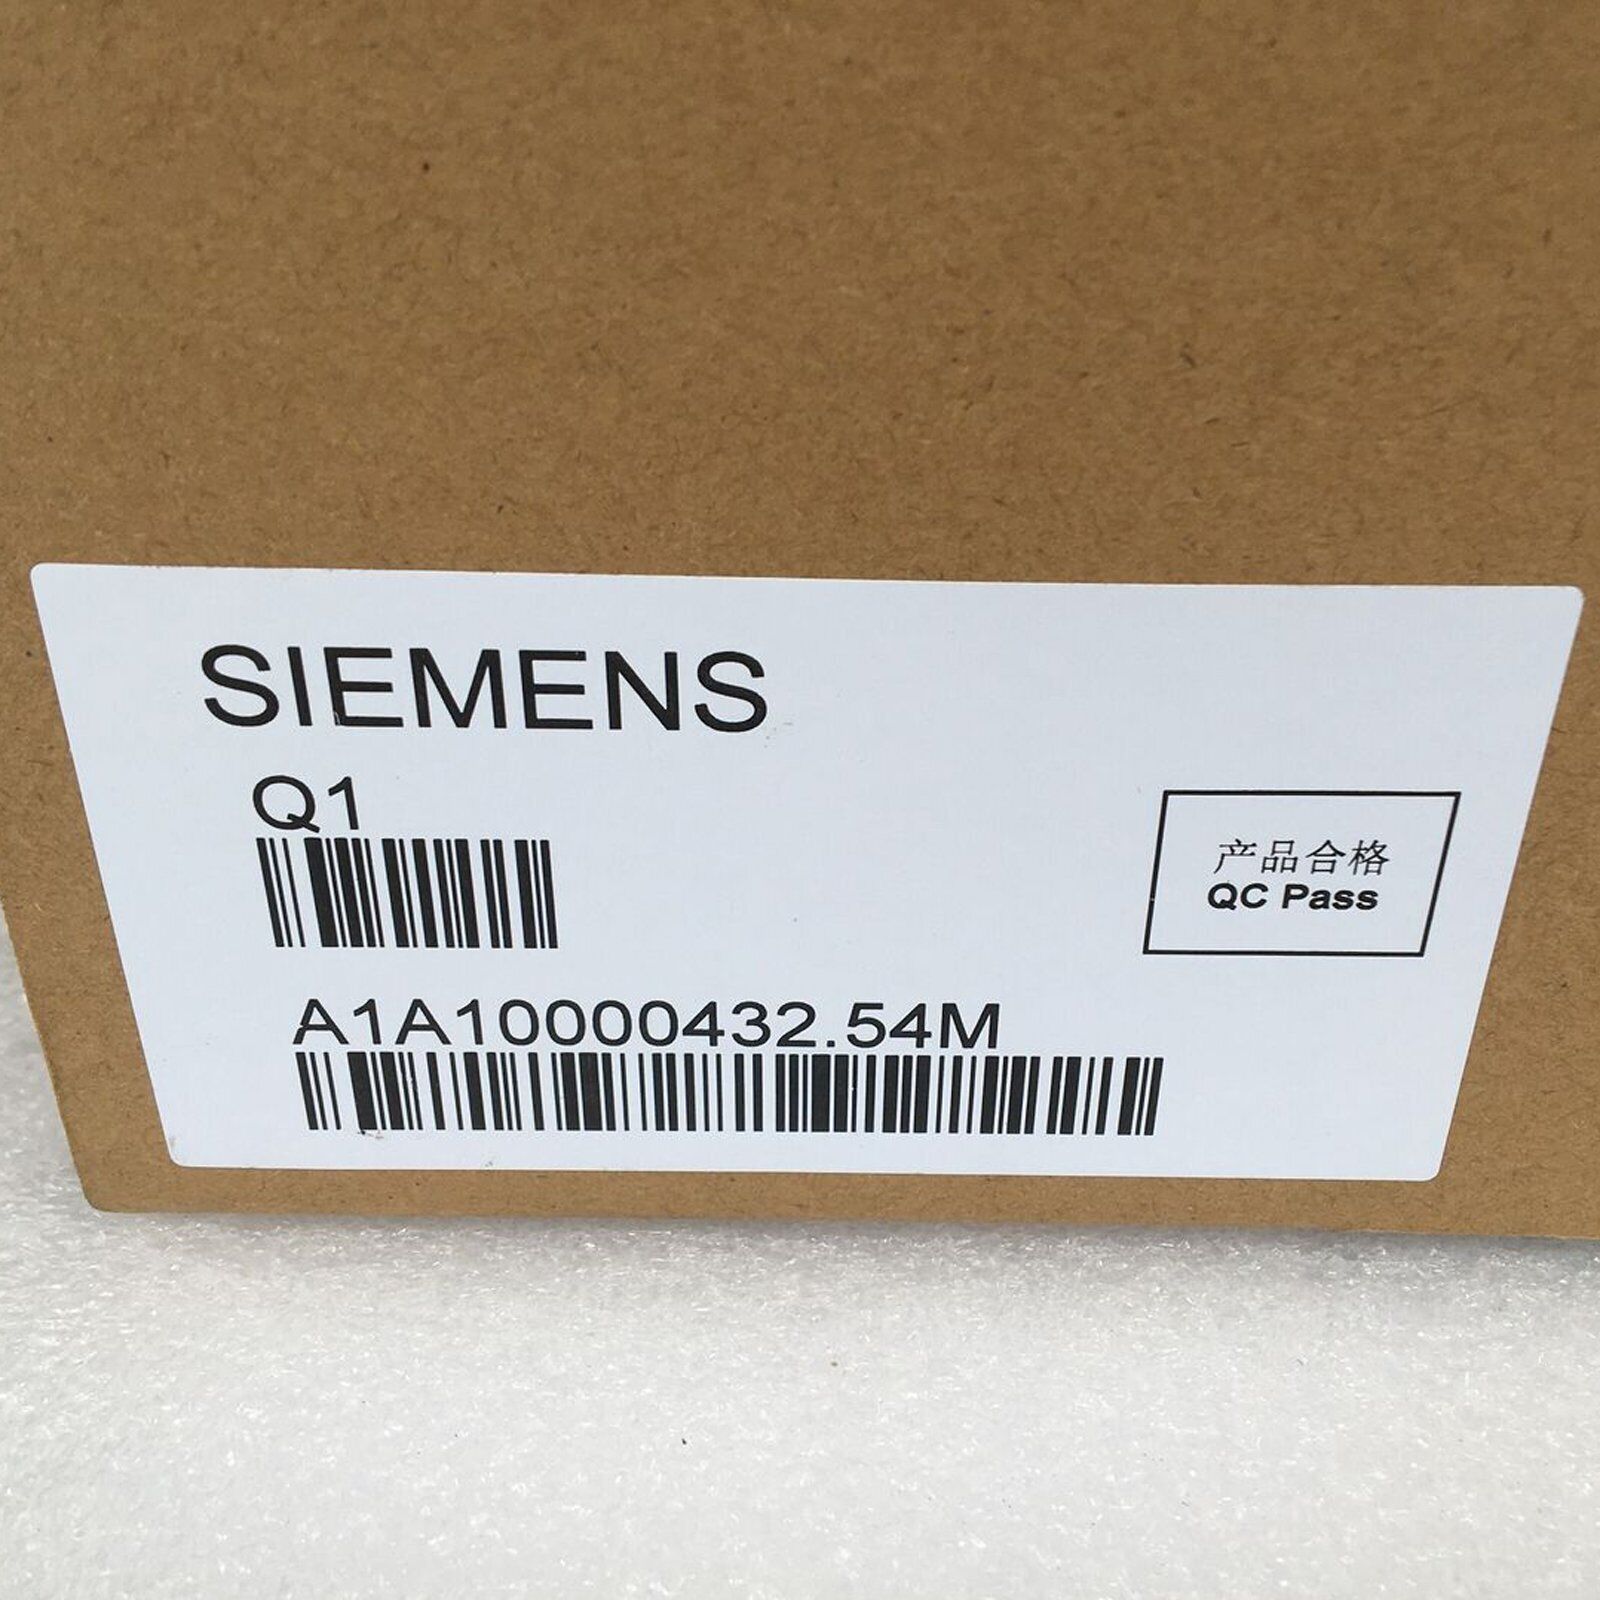 SIEMENS
Q1
产品合格
QC Pass
A1A10000432.54M